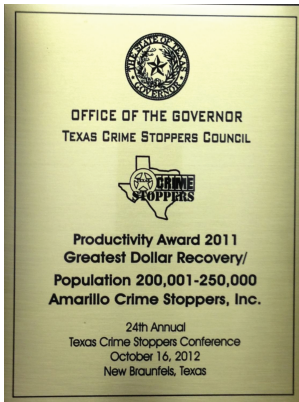 THE STATE OF TEXAS
GOVERNOR
OFFICE OF THE GOVERNOR
TEXAS CRIME STOPPERS COUNCIL
CRIME
STOPPERS
Productivity Award 2011
Greatest Dollar Recovery/
Population 200,001-250,000
Amarillo Crime Stoppers, Inc.
24th Annual
Texas Crime Stoppers Conference
October 16, 2012
New Braunfels, Texas